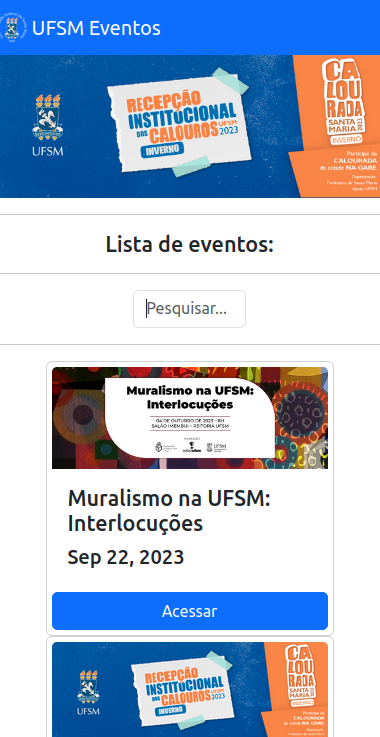 UFSM Eventos
UFSM
RECEPÇÃO
INSTITUCIONAL
DOS CALOUROS UFSM 2023
INVERNO
CALOURADA
SANTA MARIA 2023
INVERNO
Participe da
CALOURADA
da cidade NA GARE.
Organização:
Prefeitura de Santa Maria
Apoio UFSM
Lista de eventos:
Pesquisar...
Muralismo na UFSM:
Interlocuções
04 DE OUTUBRO DE 2023 - 8H
SALÃO IMEMBUI - REITORIA UFSM
UFSM
Muralismo na UFSM:
Interlocuções
Sep 22, 2023
Acessar
UFSM
RECEPÇÃO
INSTITUCIONAL
DOS CALOUROS UFSM 2023
INVERNO
CALOURADA
SANTA MARIA 2023
INVERNO
Participe da
CALOURADA
da cidade NA GARE.
Organização: